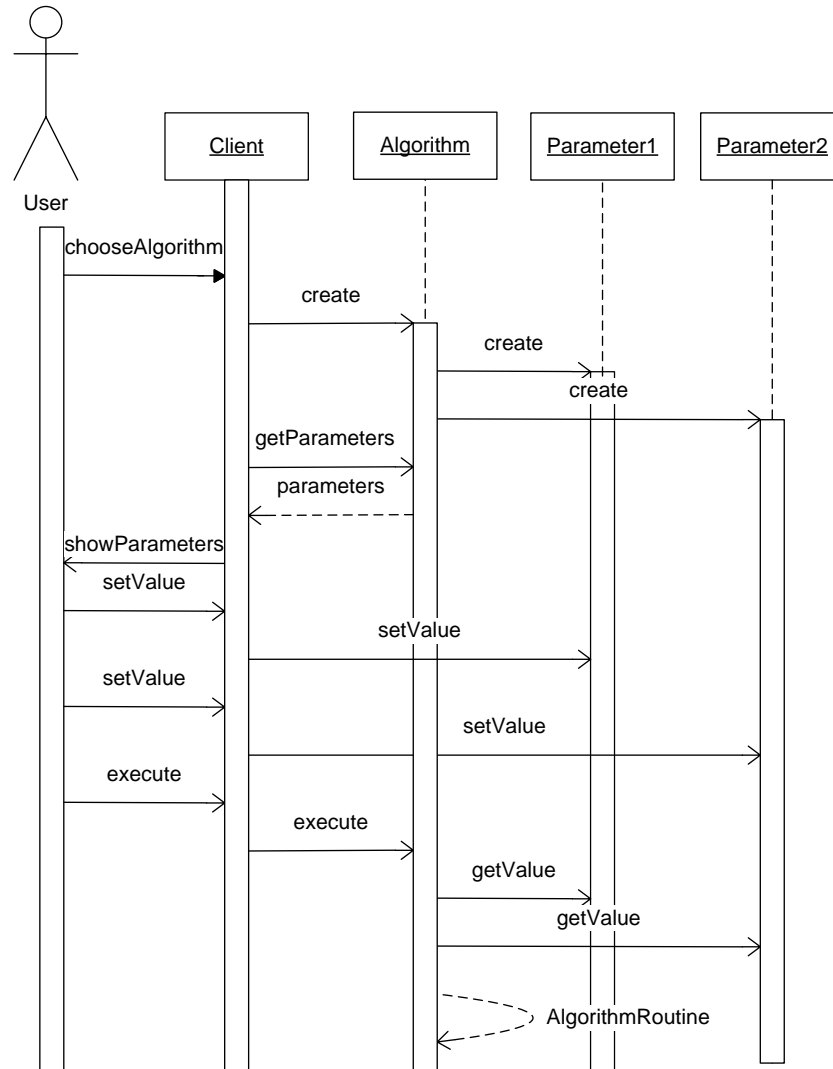 Client
Algorithm
Parameter1
Parameter2
User
chooseAlgorithm
create
create
create
getParameters
parameters
showParameters
setValue
setValue
setValue
setValue
execute
execute
getValue
getValue
AlgorithmRoutine